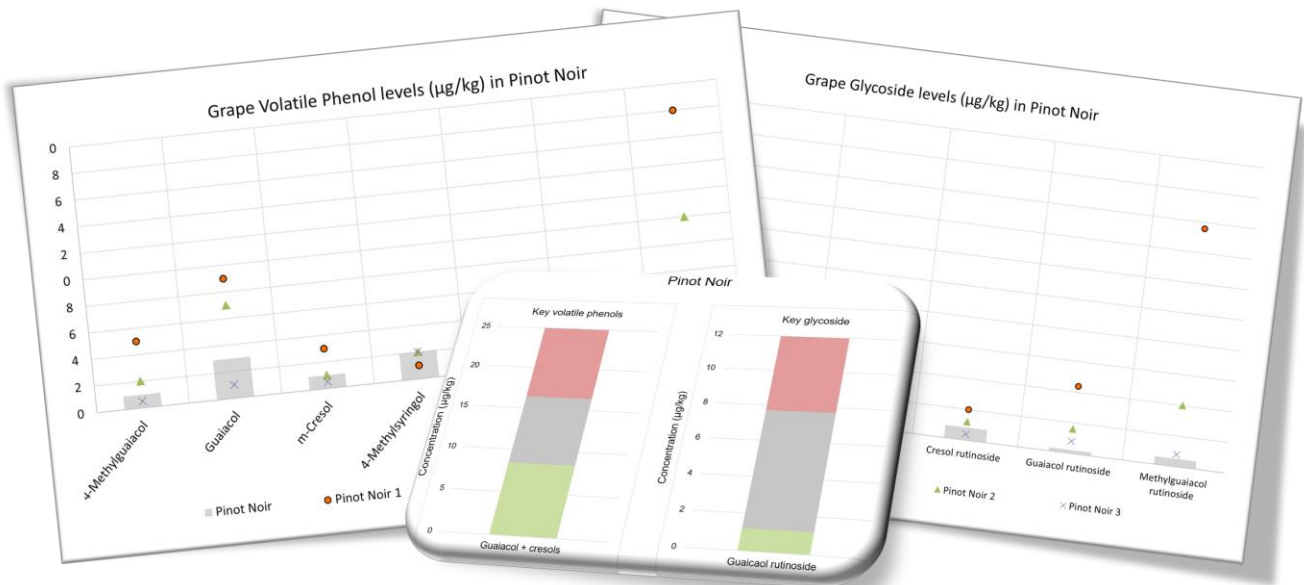 Grape Volatile Phenol levels (µg/kg) in Pinot Noir
0
8
6
4
2
0
8
6
4
2
0
4-Methylguaiacol
Guaiacol
m-Cresol
4-Methylsyringol
Pinot Noir
Pinot Noir 1
Grape Glycoside levels (µg/kg) in Pinot Noir
Cresol rutinoside
Guaiacol rutinoside
Methylguaiacol
rutinoside
Pinot Noir 2
Pinot Noir 3
Pinot Noir
Key volatile phenols
Concentration (µg/kg)
25
20
15
10
5
0
Guaiacol + cresols
Key glycoside
Concentration (µg/kg)
12
10
8
6
4
2
0
Guaicaol rutinoside